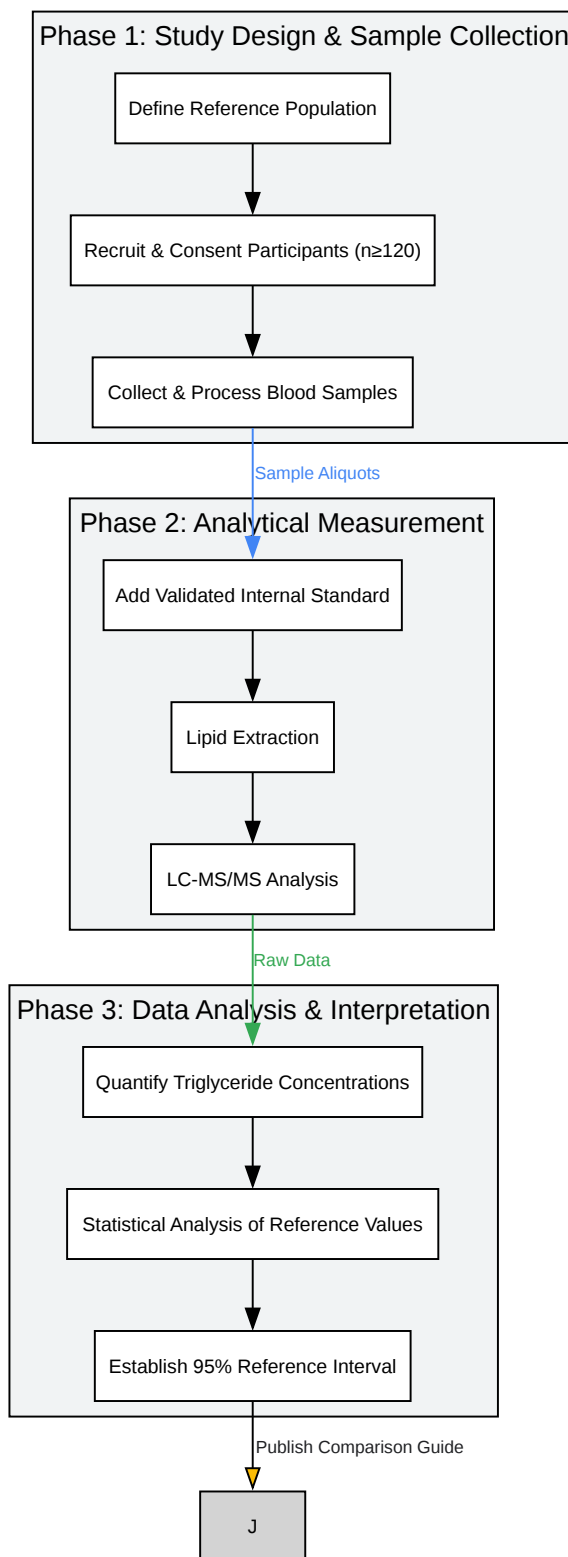 Phase 1: Study Design & Sample Collection
Define Reference Population
Recruit & Consent Participants (n≥120)
Collect & Process Blood Samples
Sample Aliquots
Phase 2: Analytical Measurement
Add Validated Internal Standard
Lipid Extraction
LC-MS/MS Analysis
Raw Data
Phase 3: Data Analysis & Interpretation
Quantify Triglyceride Concentrations
Statistical Analysis of Reference Values
Establish 95% Reference Interval
Publish Comparison Guide
J